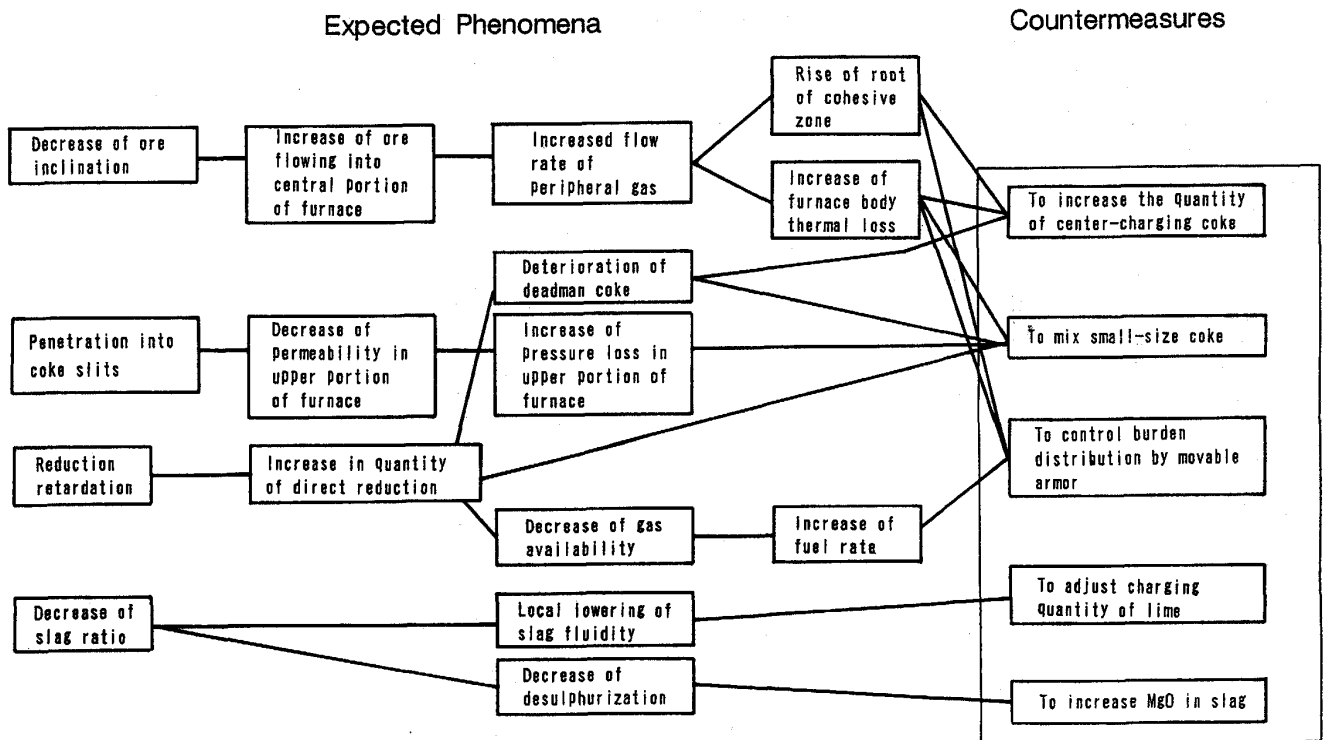 Expected Phenomena
Countermeasures
Decrease of ore
inclination
Increase of ore
flowing into
central portion
of furnace
Increased flow
rate of
peripheral gas
Rise of root
of cohesive
zone
Increase of
furnace body
thermal loss
To increase the quantity
of center-charging coke
Deterioration of
deadman coke
Penetration into
coke slits
Decrease of
permeability in
upper portion
of furnace
Increase of
pressure loss in
upper portion of
furnace
To mix small-size coke
Reduction
retardation
Increase in quantity
of direct reduction
Decrease of gas
availability
Increase of
fuel rate
To control burden
distribution by movable
armor
Decrease of
slag ratio
Local lowering of
slag fluidity
To adjust charging
quantity of lime
Decrease of
desulphurization
To increase MgO in slag